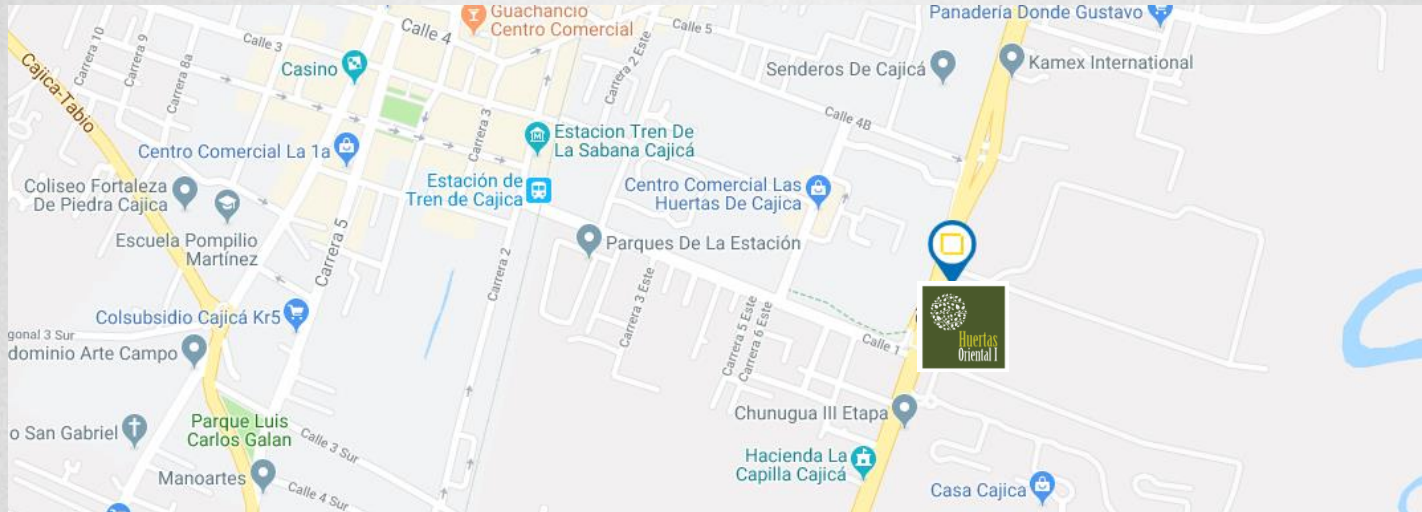 Guachancio
Centro Comercial
Panadería Donde Gustavo
Calle 5
Calle 4
Carrera 10
Carrera 9
Calle 3
Carrera 8a
Casino
Carrera 2 Este
Senderos De Cajicá
Kamex International
Cajica-Tabio
Calle 4B
Carrera 3
Centro Comercial La 1a
Estacion Tren De
La Sabana Cajicá
Estación de
Tren de Cajica
Centro Comercial Las
Huertas De Cajica
Coliseo Fortaleza
De Piedra Cajica
Escuela Pompilio
Martínez
Carrera 5
Parques De La Estación
Carrera 2
Carrera 3 Este
Colsubsidio Cajicá Kr5
Carrera 5 Este
Carrera 6 Este
Calle 1
Huertas
Oriental 1
gonal 3 Sur
dominio Arte Campo
Chunugua III Etapa
Parque Luis
Carlos Galan
o San Gabriel
Calle 3 Sur
Hacienda La
Capilla Cajicá
Manoartes
Calle 4 Sur
Casa Cajica